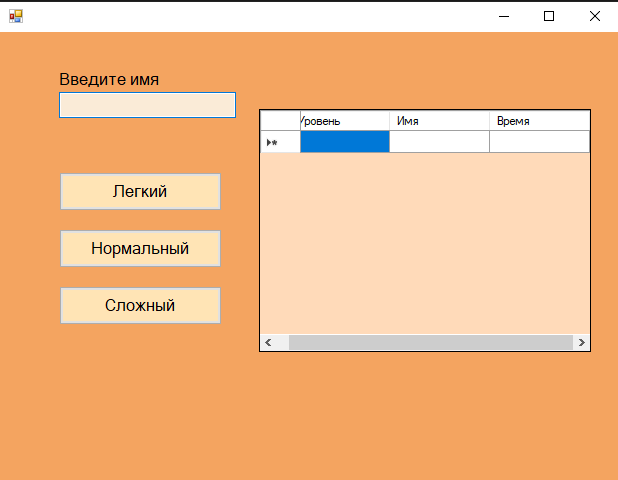 Введите имя
Уровень Имя Время
Легкий
Нормальный
Сложный